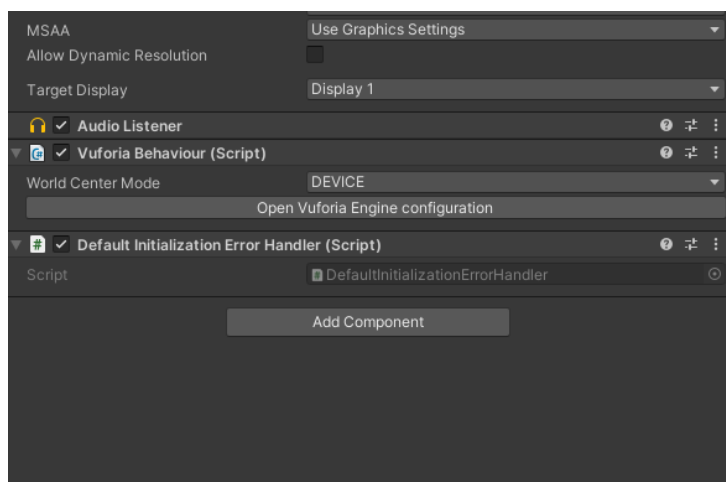 MSAA Use Graphics Settings
Allow Dynamic Resolution
Target Display Display 1
Audio Listener
Vuforia Behaviour (Script)
World Center Mode DEVICE
Open Vuforia Engine configuration
# Default Initialization Error Handler (Script)
Script # DefaultInitializationErrorHandler
Add Component